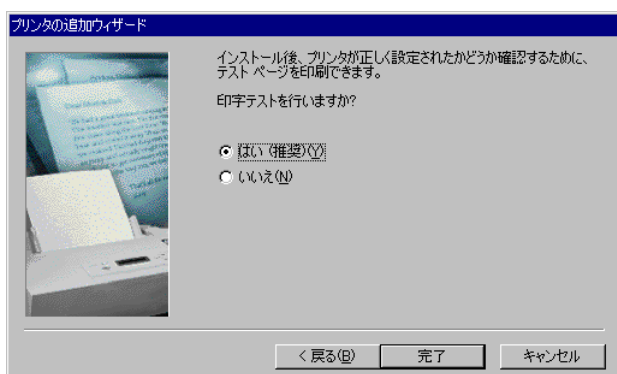 プリンタの追加ウィザード
インストール後、プリンタが正しく設定されたかどうか確認するために、
テスト ページを印刷できます。
印字テストを行いますか?
はい (推奨)(Y)
いいえ(N)
< 戻る(B)
完了
キャンセル